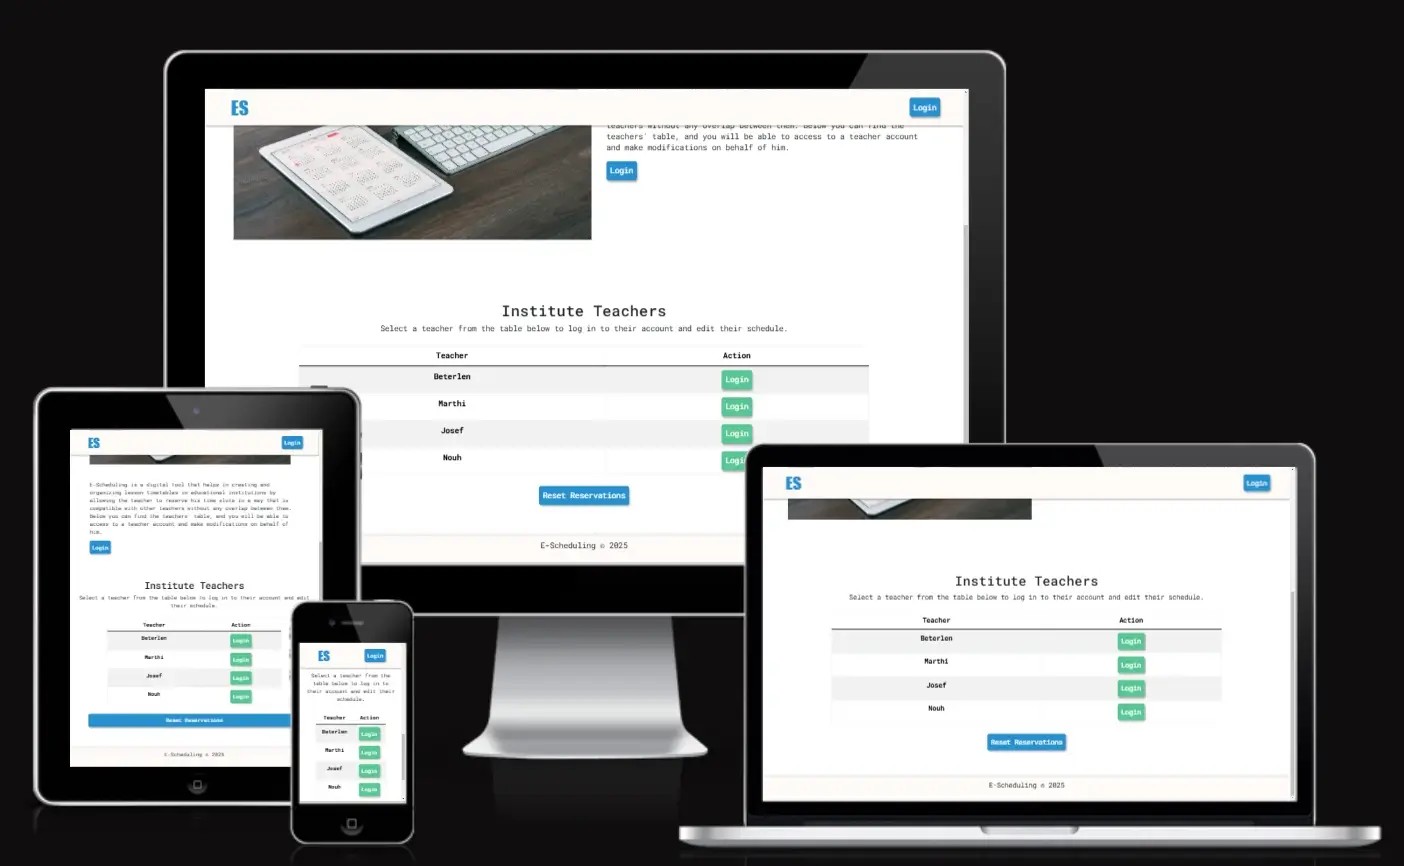 ES
Login
teachers without any overlap between them. Below you can find the
teachers' table, and you will be able to access to a teacher account
and make modifications on behalf of him.
Login
Institute Teachers
Select a teacher from the table below to log in to their account and edit their schedule.
Teacher Action
Beterlen Login
Marthi Login
Josef Login
Nouh Logi
Reset Reservations
E-Scheduling © 2025
ES
Login
E-Scheduling is a digital tool that helps in creating and
organizing lesson timetables on educational institutions by
allowing the teacher to reserve his time slots in a way that is
compatible with other teachers without any overlap between them.
Below you can find the teachers' table, and you will be able to
access to a teacher account and make modifications on behalf of
him.
Login
Institute Teachers
Select a teacher from the table below to log in to their account and edit
their schedule.
Teacher Action
Beterlen Login
Marthi Login
Josef Login
Nouh Login
Reset Reservations
E-Scheduling © 2025
ES
Login
Select a teacher from the
table below to log in to
their account and edit their
schedule.
Teacher Action
Beterlen Login
Marthi Login
Josef Login
Nouh Login
ES
Login
Institute Teachers
Select a teacher from the table below to log in to their account and edit their schedule.
Teacher Action
Beterlen Login
Marthi Login
Josef Login
Nouh Login
Reset Reservations
E-Scheduling © 2025